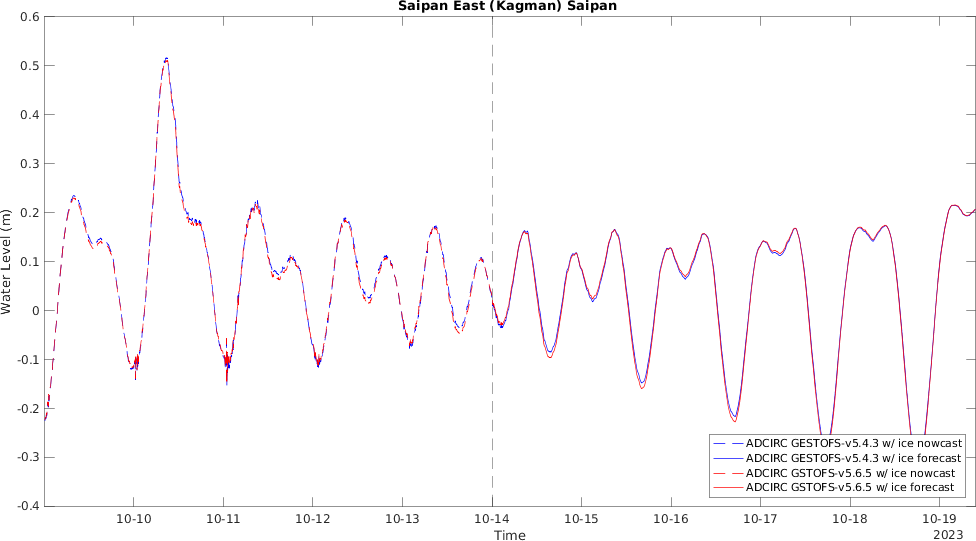 Saipan East (Kagman) Saipan
0.6
0.5
0.4
0.3
0.2
0.1
0
-0.1
-0.2
-0.3
-0.4
Water Level (m)
ADCIRC GESTOFS-v5.4.3 w/ ice nowcast
ADCIRC GESTOFS-v5.4.3 w/ ice forecast
ADCIRC GSTOFS-v5.6.5 w/ ice nowcast
ADCIRC GSTOFS-v5.6.5 w/ ice forecast
10-10 10-11 10-12 10-13 10-14 10-15 10-16 10-17 10-18 10-19
Time
2023